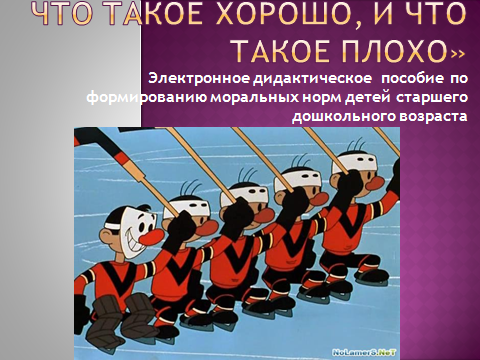 ЧТО ТАКОЕ ХОРОШО, И ЧТО
ТАКОЕ ПЛОХО»
Электронное дидактическое пособие по
формированию моральных норм детей старшего
дошкольного возраста
NoLamerS.NeT